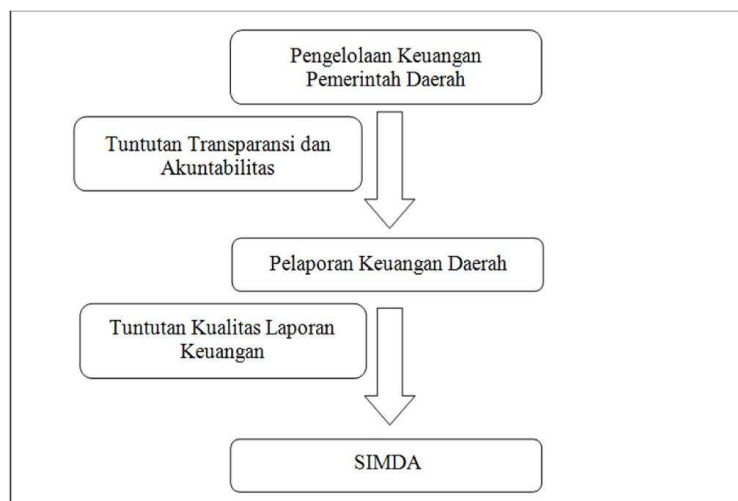 Pengelolaan Keuangan
Pemerintah Daerah
Tuntutan Transparansi dan
Akuntabilitas
Pelaporan Keuangan Daerah
Tuntutan Kualitas Laporan
Keuangan
SIMDA